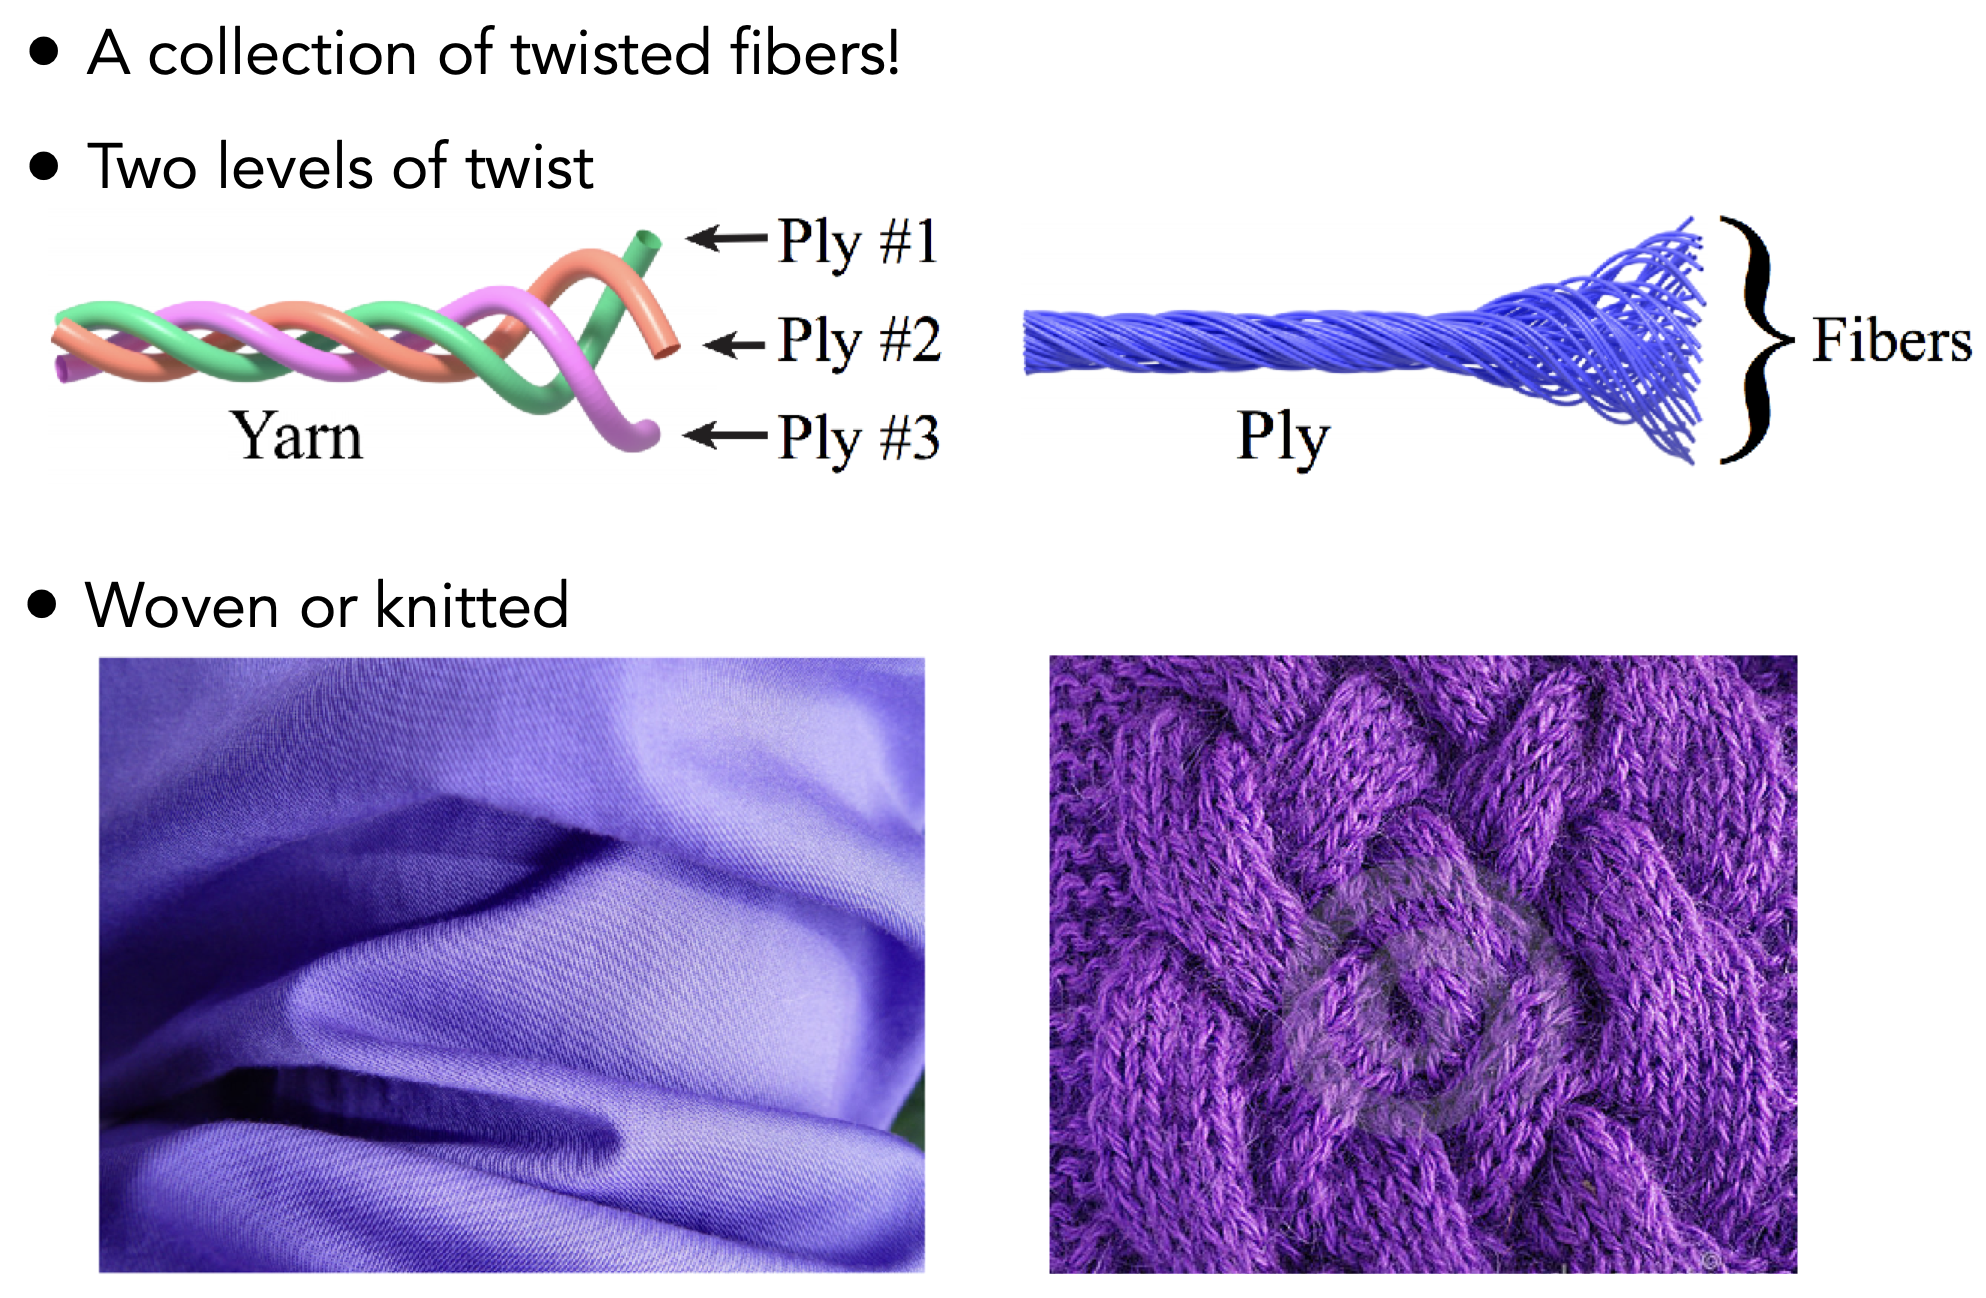 • A collection of twisted fibers!
• Two levels of twist
Ply #1
Ply #2
Ply #3
Yarn
Fibers
Ply
• Woven or knitted